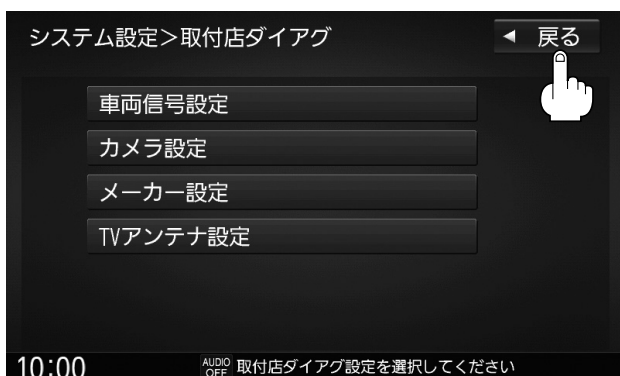 システム設定＞取付店ダイアグ
◀ 戻る
車両信号設定
カメラ設定
メーカー設定
TVアンテナ設定
10:00
AUDIO
OFF
取付店ダイアグ設定を選択してください